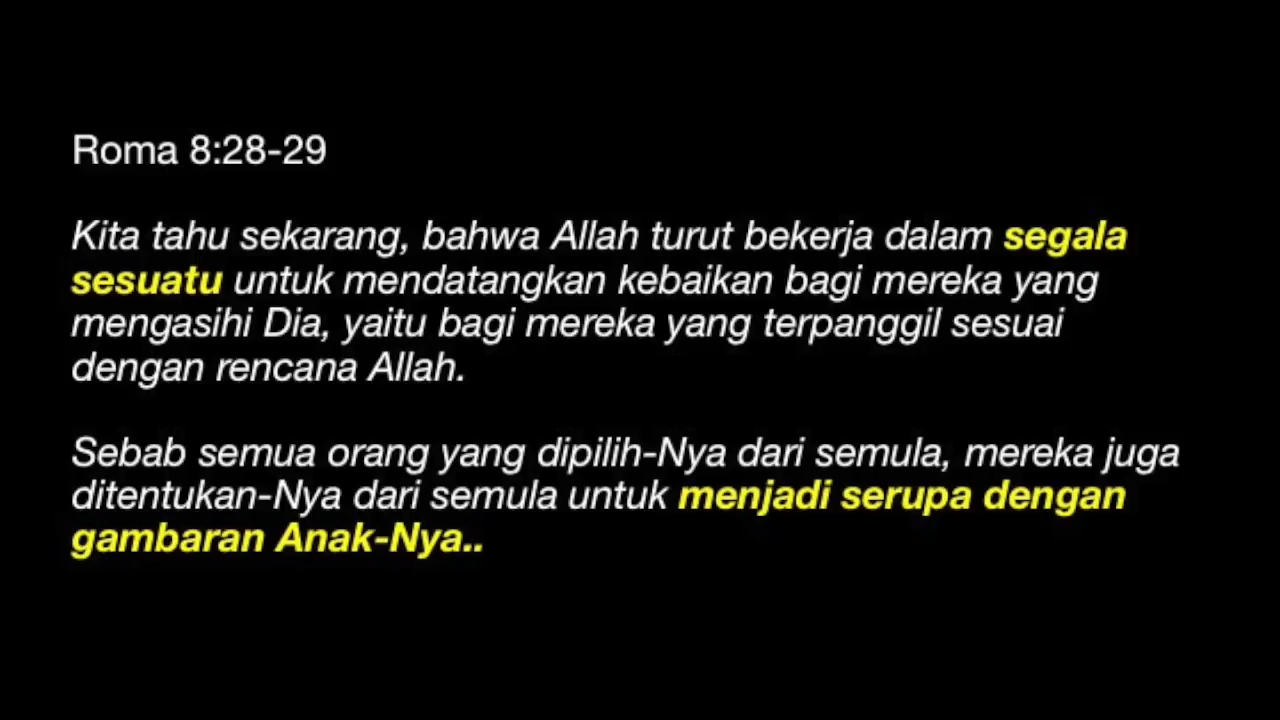 Roma 8:28-29
Kita tahu sekarang, bahwa Allah turut bekerja dalam segala
sesuatu untuk mendatangkan kebaikan bagi mereka yang
mengasihi Dia, yaitu bagi mereka yang terpanggil sesuai
dengan rencana Allah.
Sebab semua orang yang dipilih-Nya dari semula, mereka juga
ditentukan-Nya dari semula untuk menjadi serupa dengan
gambaran Anak-Nya..